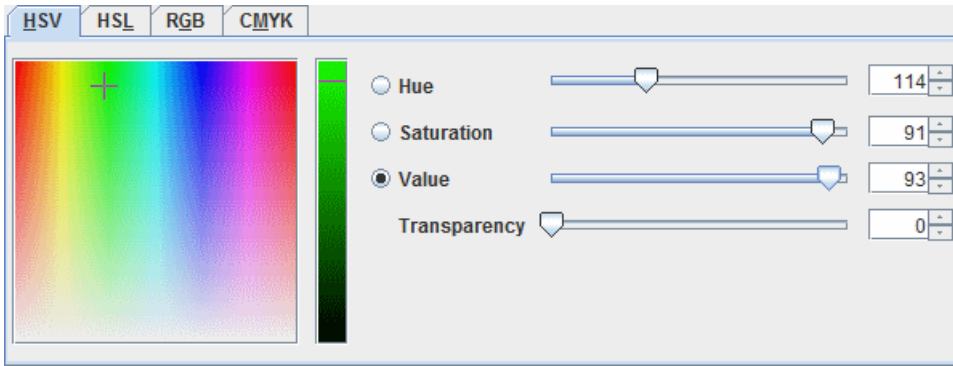 HSV HSL RGB CMYK
Hue 114
Saturation 91
Value 93
Transparency 0